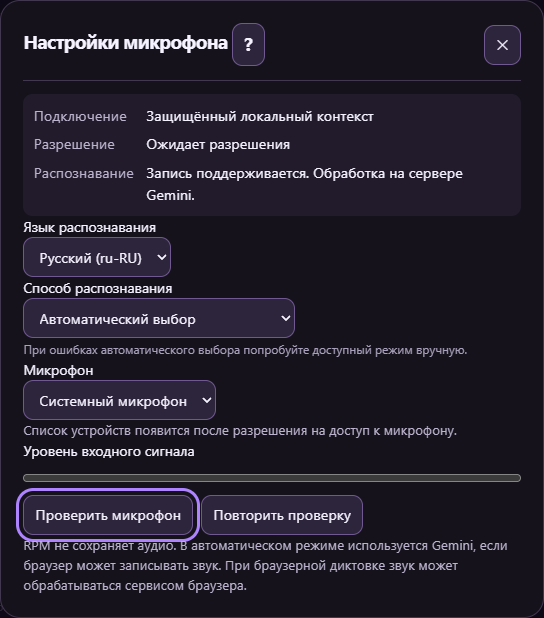 Настройки микрофона ?
Подключение Защищённый локальный контекст
Разрешение Ожидает разрешения
Распознавание Запись поддерживается. Обработка на сервере
Gemini.
Язык распознавания
Русский (ru-RU)
Способ распознавания
Автоматический выбор
При ошибках автоматического выбора попробуйте доступный режим вручную.
Микрофон
Системный микрофон
Список устройств появится после разрешения на доступ к микрофону.
Уровень входного сигнала
Проверить микрофон Повторить проверку
RPM не сохраняет аудио. В автоматическом режиме используется Gemini, если
браузер может записывать звук. При браузерной диктовке звук может
обрабатываться сервисом браузера.